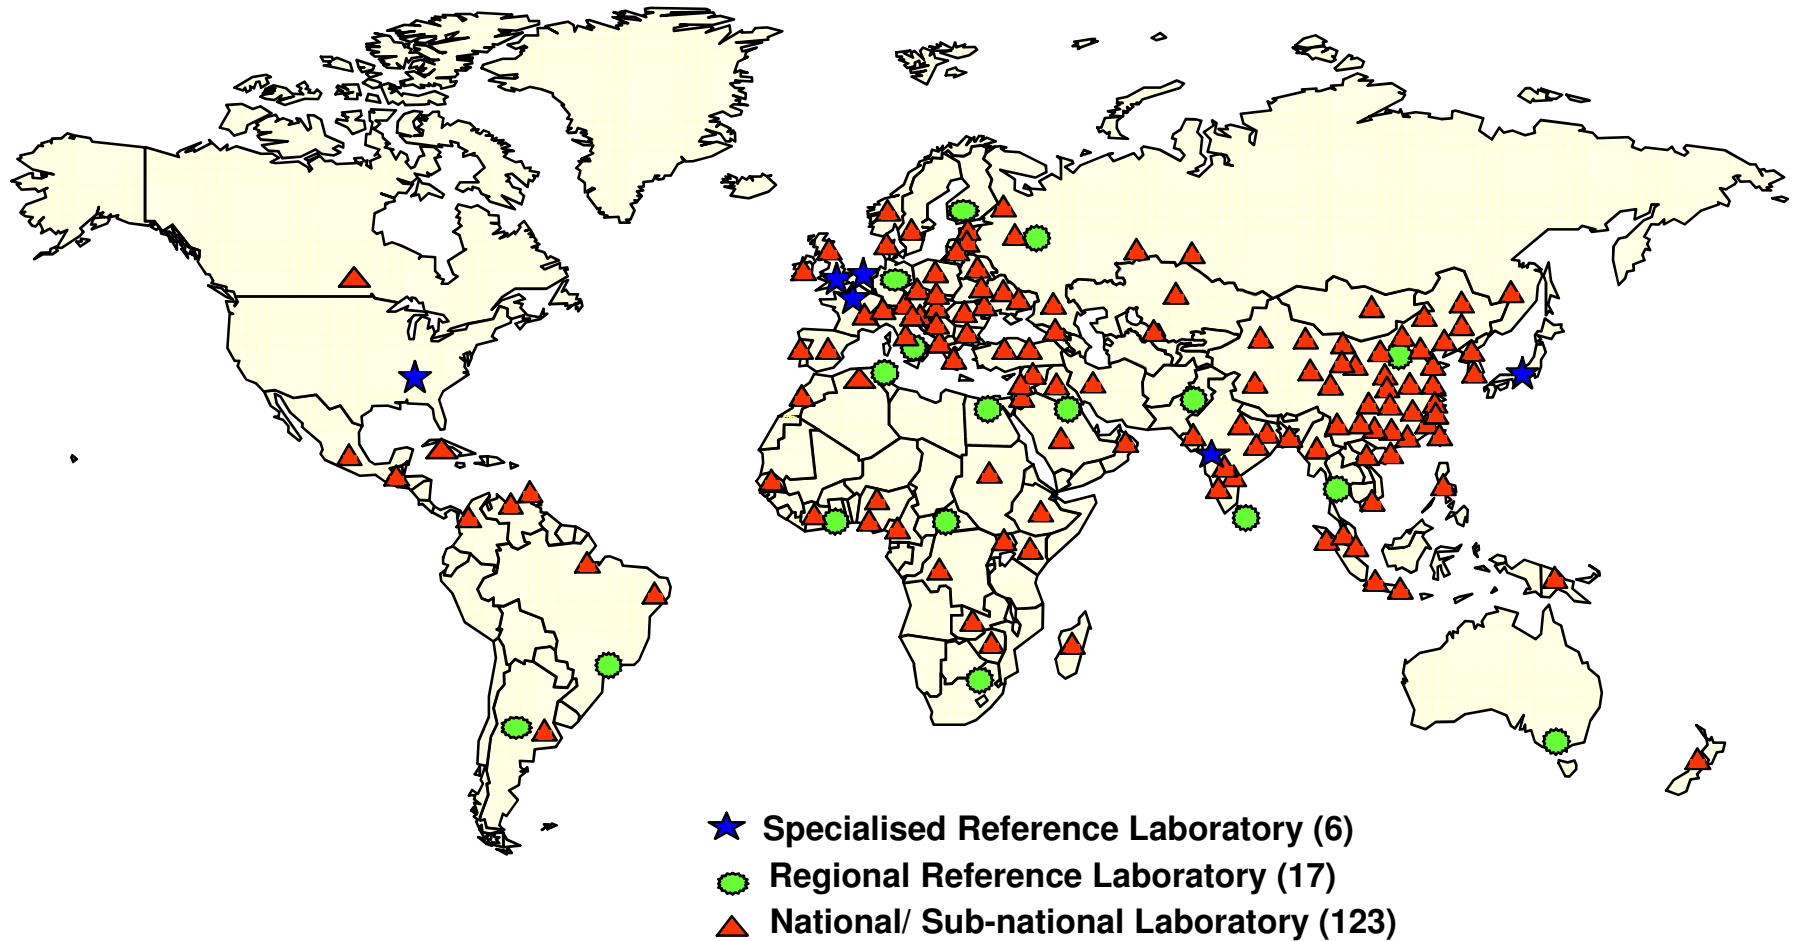 Specialised Reference Laboratory (6)
Regional Reference Laboratory (17)
National/ Sub-national Laboratory (123)